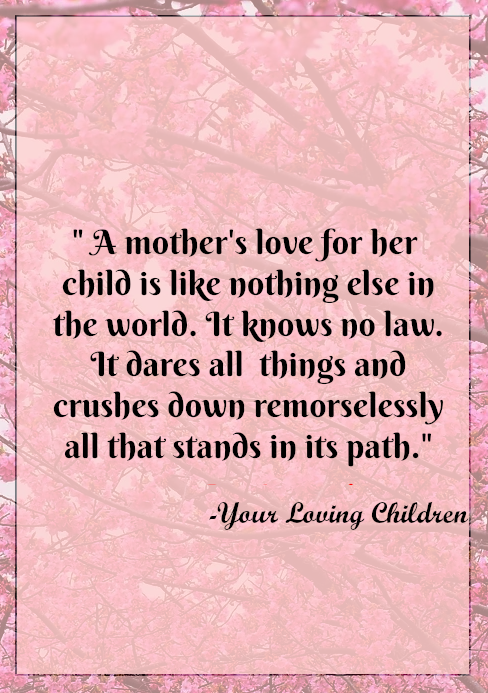 " A mother's love for her
child is like nothing else in
the world. It knows no law.
It dares all  things and
crushes down remorselessly
all that stands in its path."
-Your Loving Children